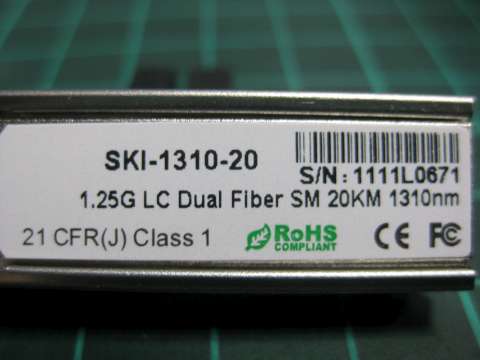 SKI-1310-20
S/N: 1111L0671
1.25G LC Dual Fiber SM 20KM 1310nm
21 CFR(J) Class 1
RoHS
COMPLIANT
CE FC